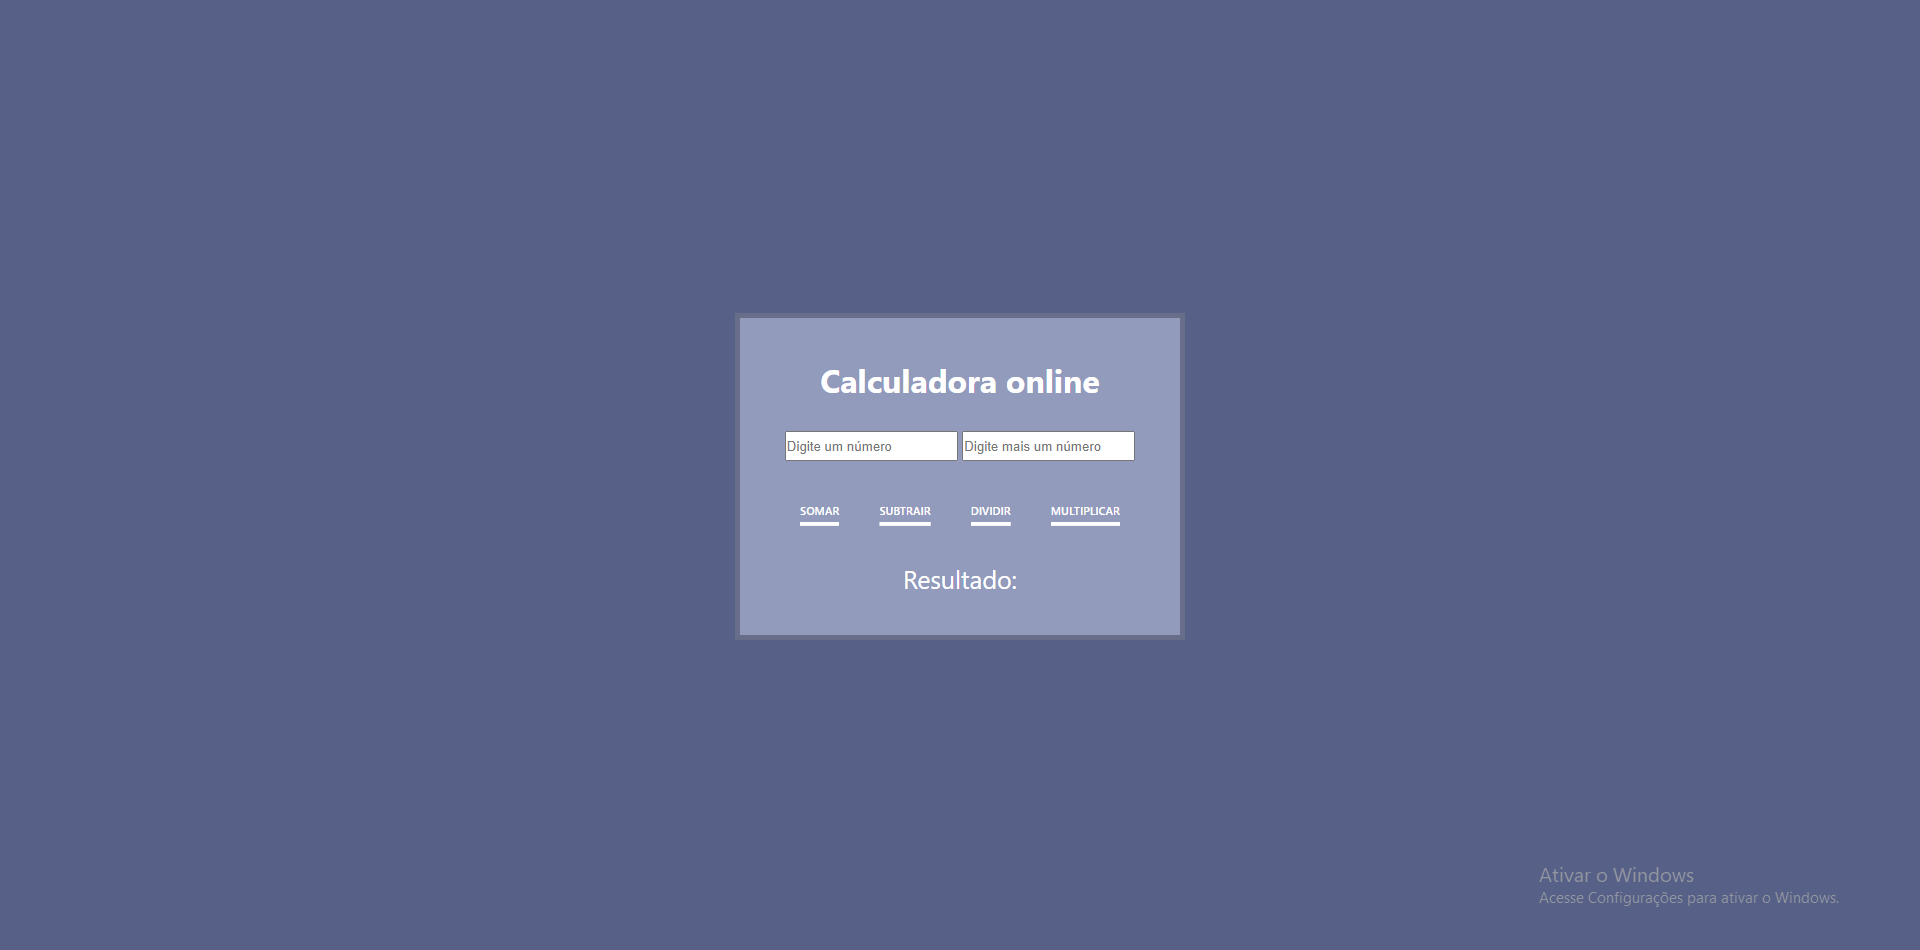 Calculadora online
Digite um número Digite mais um número
SOMAR SUBTRAIR DIVIDIR MULTIPLICAR
Resultado:
Ativar o Windows
Acesse Configurações para ativar o Windows.